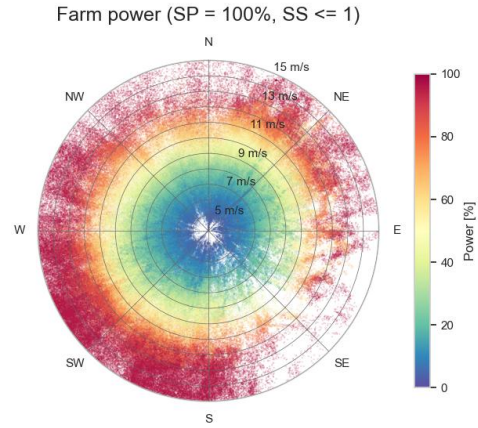 Farm power (SP = 100%, SS <= 1)
N
15 m/s
NW
13 m/s
NE
11 m/s
9 m/s
7 m/s
5 m/s
W
E
SW
SE
S
100
80
60
40
20
0
Power [%]